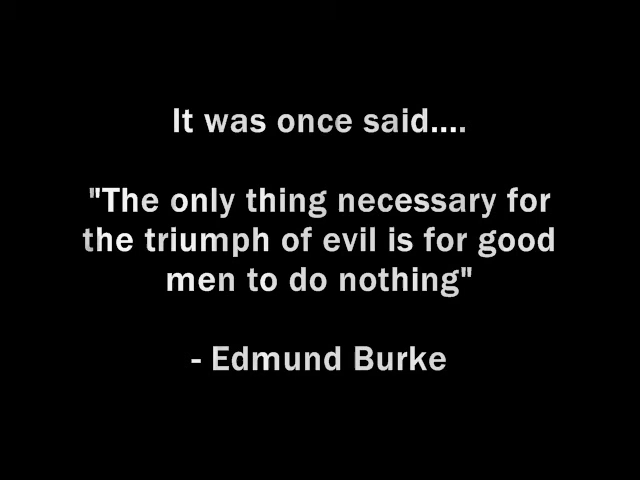 It was once said....
"The only thing necessary for
the triumph of evil is for good
men to do nothing"
- Edmund Burke